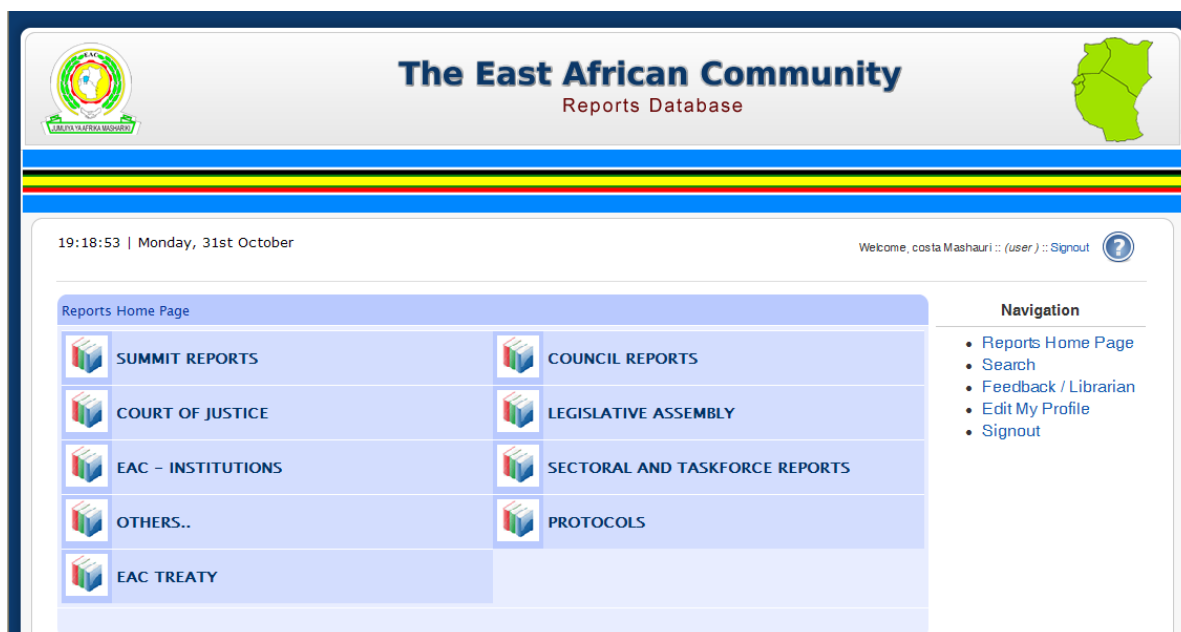 EAC
JUMUIYA YA AFRIKA MASHARIKI
The East African Community
Reports Database
19:18:53 | Monday, 31st October
Welcome, costa Mashauri :: (user ) :: Signout
?
Reports Home Page
SUMMIT REPORTS
COUNCIL REPORTS
COURT OF JUSTICE
LEGISLATIVE ASSEMBLY
EAC – INSTITUTIONS
SECTORAL AND TASKFORCE REPORTS
OTHERS..
PROTOCOLS
EAC TREATY
Navigation
Reports Home Page
Search
Feedback / Librarian
Edit My Profile
Signout